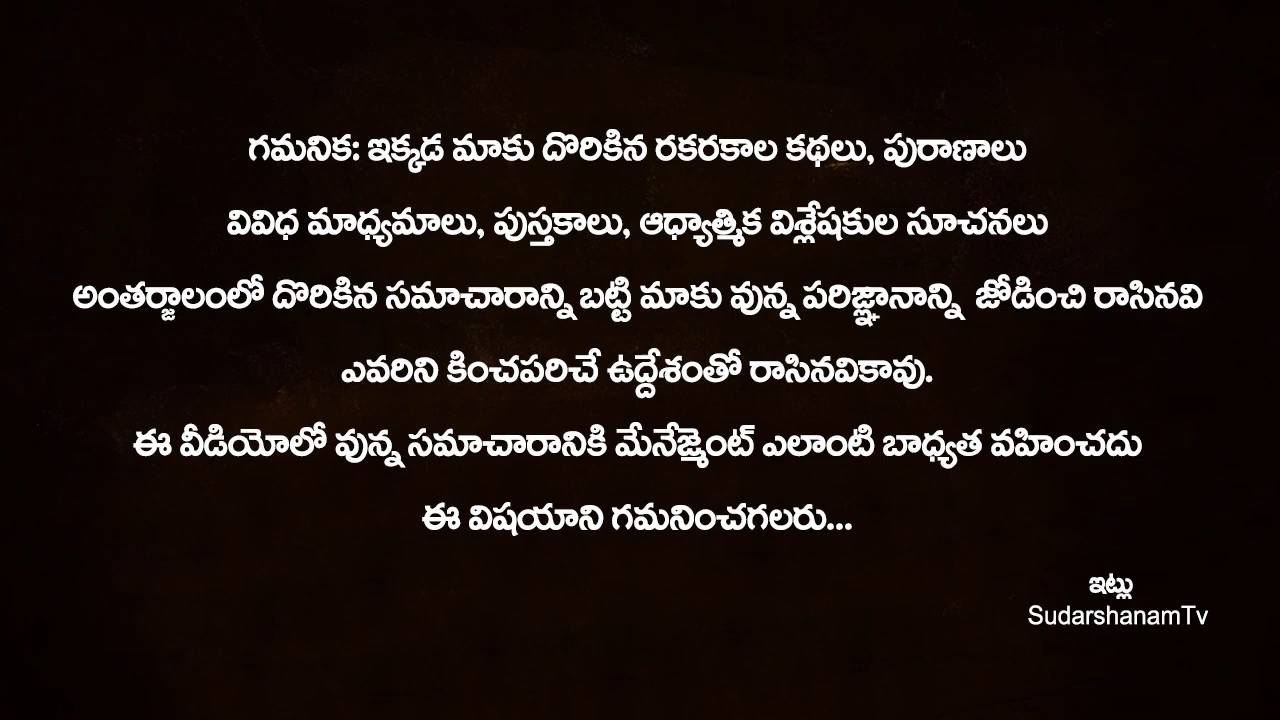 గమనిక: ఇక్కడ మాకు దొరికిన రకరకాల కథలు, పురాణాలు
వివిధ మాధ్యమాలు, పుస్తకాలు, ఆధ్యాత్మిక విశ్లేషకుల సూచనలు
అంతర్జాలంలో దొరికిన సమాచారాన్ని బట్టి మాకు వున్న పరిజ్ఞానాన్ని జోడించి రాసినవి
ఎవరిని కించపరిచే ఉద్దేశంతో రాసినవికావు.
ఈ వీడియోలో వున్న సమాచారానికి మేనేజ్మెంట్ ఎలాంటి బాధ్యత వహించదు
ఈ విషయాని గమనించగలరు...
ఇట్లు
SudarshanamTv